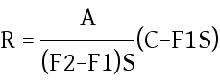 R = A/((F2-F1)S) (C-F1S)